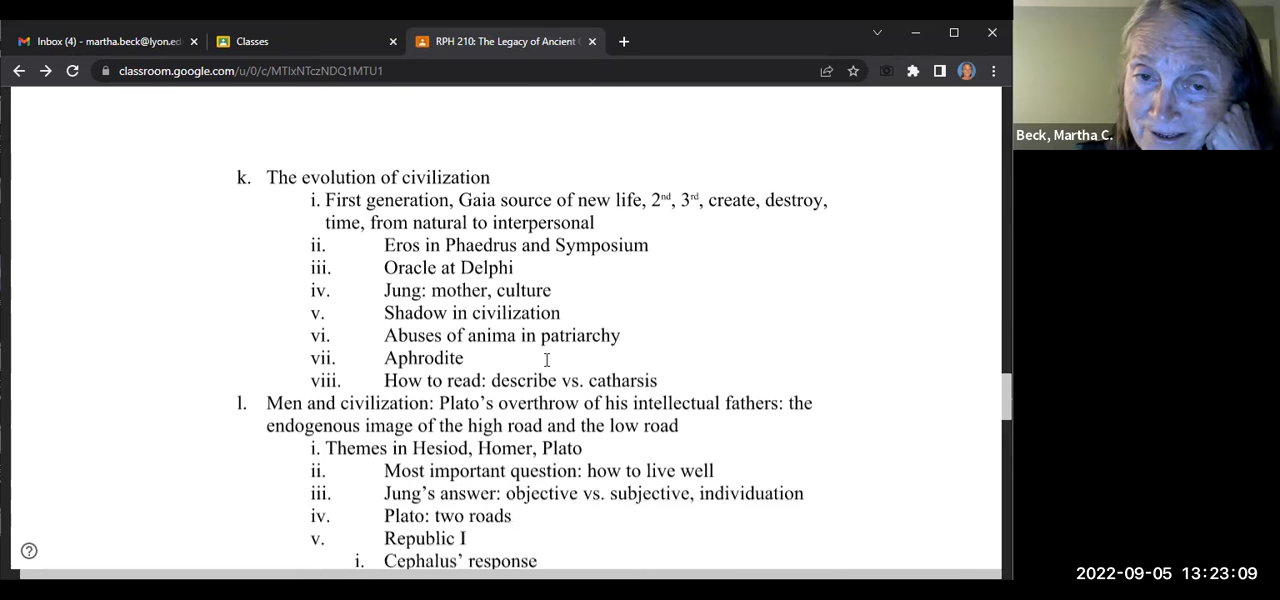 Inbox (4) - martha.beck@lyon.ed
Classes
RPH 210: The Legacy of Ancient
classroom.google.com/u/0/c/MTIxNTczNDQ1MTU1
Beck, Martha C.
k. The evolution of civilization
i. First generation, Gaia source of new life, 2nd, 3rd, create, destroy,
time, from natural to interpersonal
ii. Eros in Phaedrus and Symposium
iii. Oracle at Delphi
iv. Jung: mother, culture
v. Shadow in civilization
vi. Abuses of anima in patriarchy
vii. Aphrodite
viii. How to read: describe vs. catharsis
l. Men and civilization: Plato’s overthrow of his intellectual fathers: the
endogenous image of the high road and the low road
i. Themes in Hesiod, Homer, Plato
ii. Most important question: how to live well
iii. Jung’s answer: objective vs. subjective, individuation
iv. Plato: two roads
v. Republic I
i. Cephalus’ response
2022-09-05 13:23:09